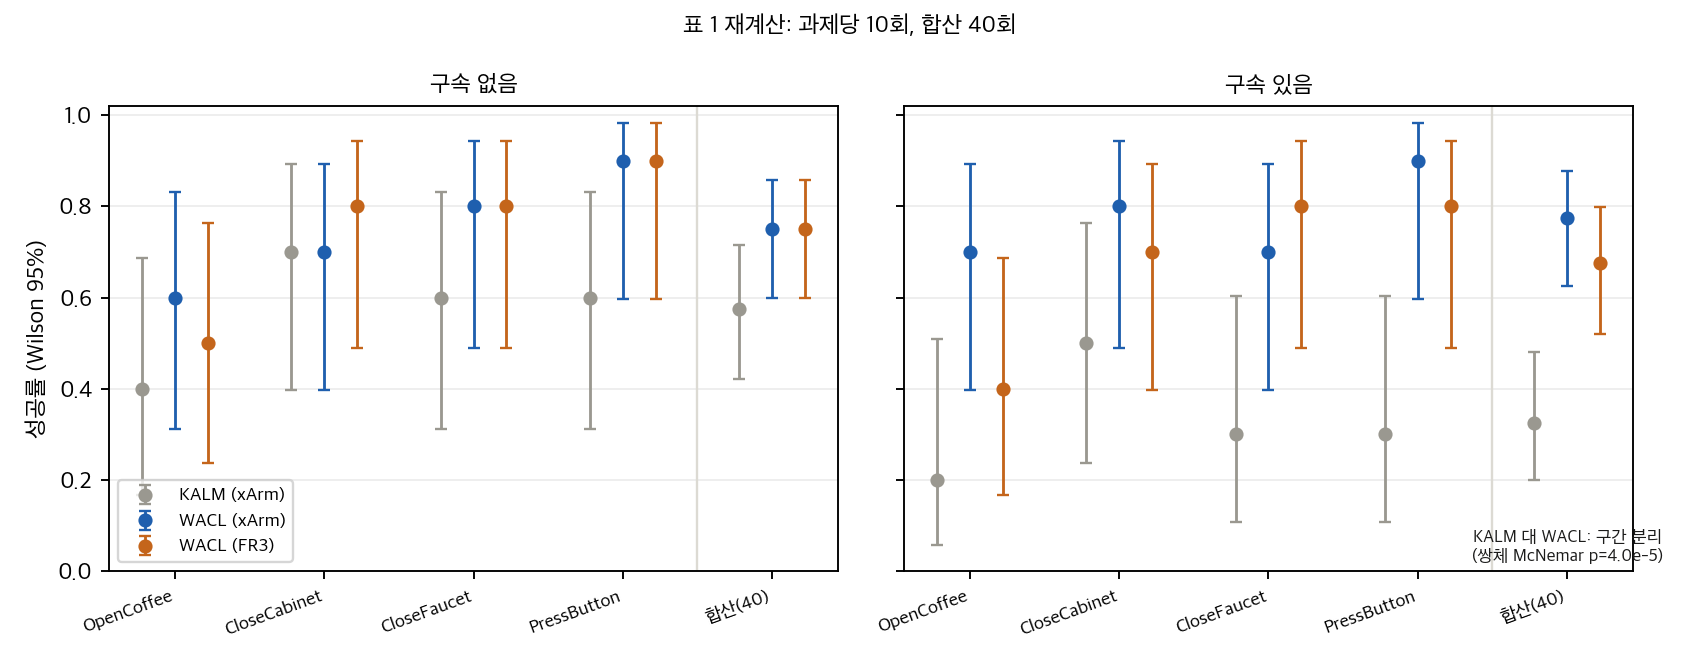 표 1 재계산: 과제당 10회, 합산 40회
구속 없음
구속 있음
성공률 (Wilson 95%)
1.0
0.8
0.6
0.4
0.2
0.0
KALM (xArm)
WACL (xArm)
WACL (FR3)
KALM 대 WACL: 구간 분리
(쌍체 McNemar p=4.0e-5)
OpenCoffee
CloseCabinet
CloseFaucet
PressButton
합산(40)
OpenCoffee
CloseCabinet
CloseFaucet
PressButton
합산(40)